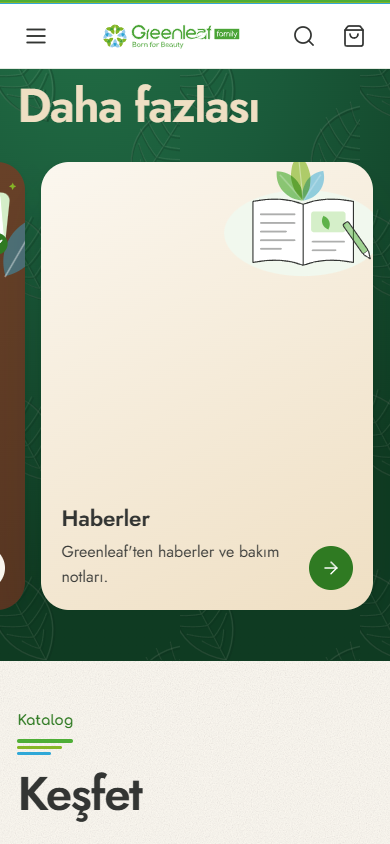 Greenleaf family
Born for Beauty
Daha fazlası
Haberler
Greenleaf'ten haberler ve bakım
notları.
Katalog
Keşfet